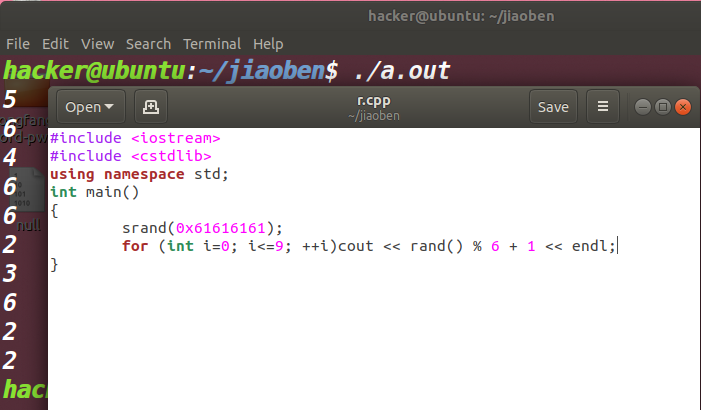 hacker@ubuntu: ~/jiaoben
File Edit View Search Terminal Help
hacker@ubuntu:~/jiaoben$ ./a.out
5
6
4
6
6
2
3
6
2
2
hac
Open
r.cpp
~/jiaoben
Save
#include <iostream>
#include <cstdlib>
using namespace std;
int main()
{
srand(0x61616161);
for (int i=0; i<=9; ++i)cout << rand() % 6 + 1 << endl;
}
null